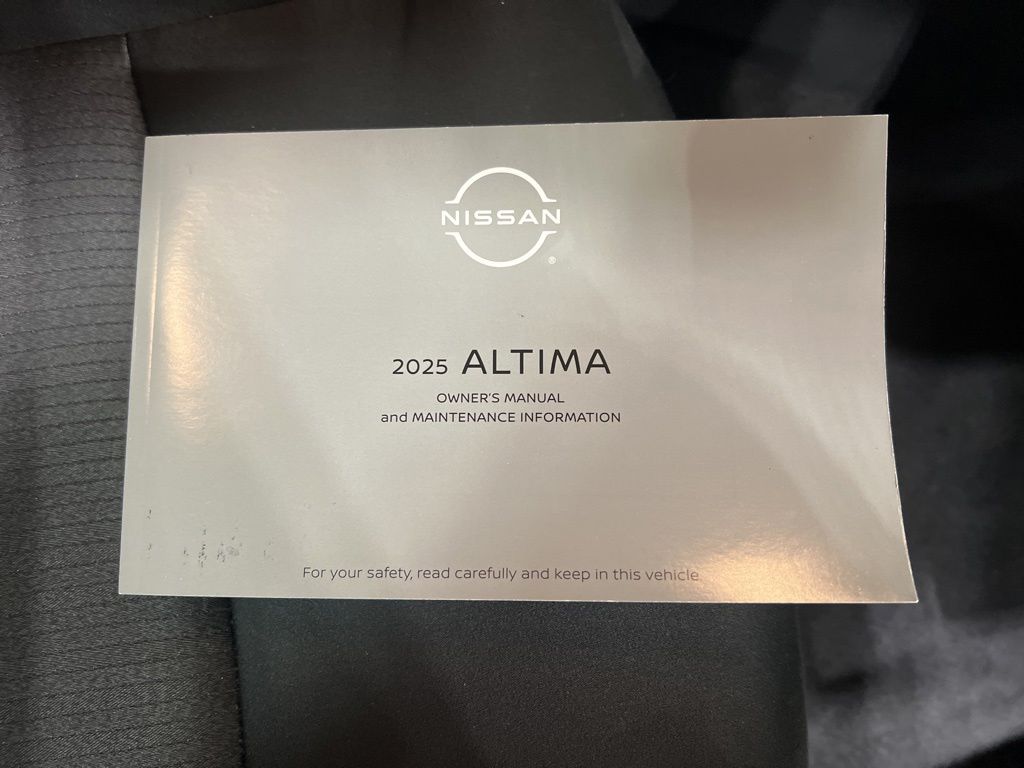 NISSAN
®
2025 ALTIMA
OWNER'S MANUAL
and MAINTENANCE INFORMATION
For your safety, read carefully and keep in this vehicle